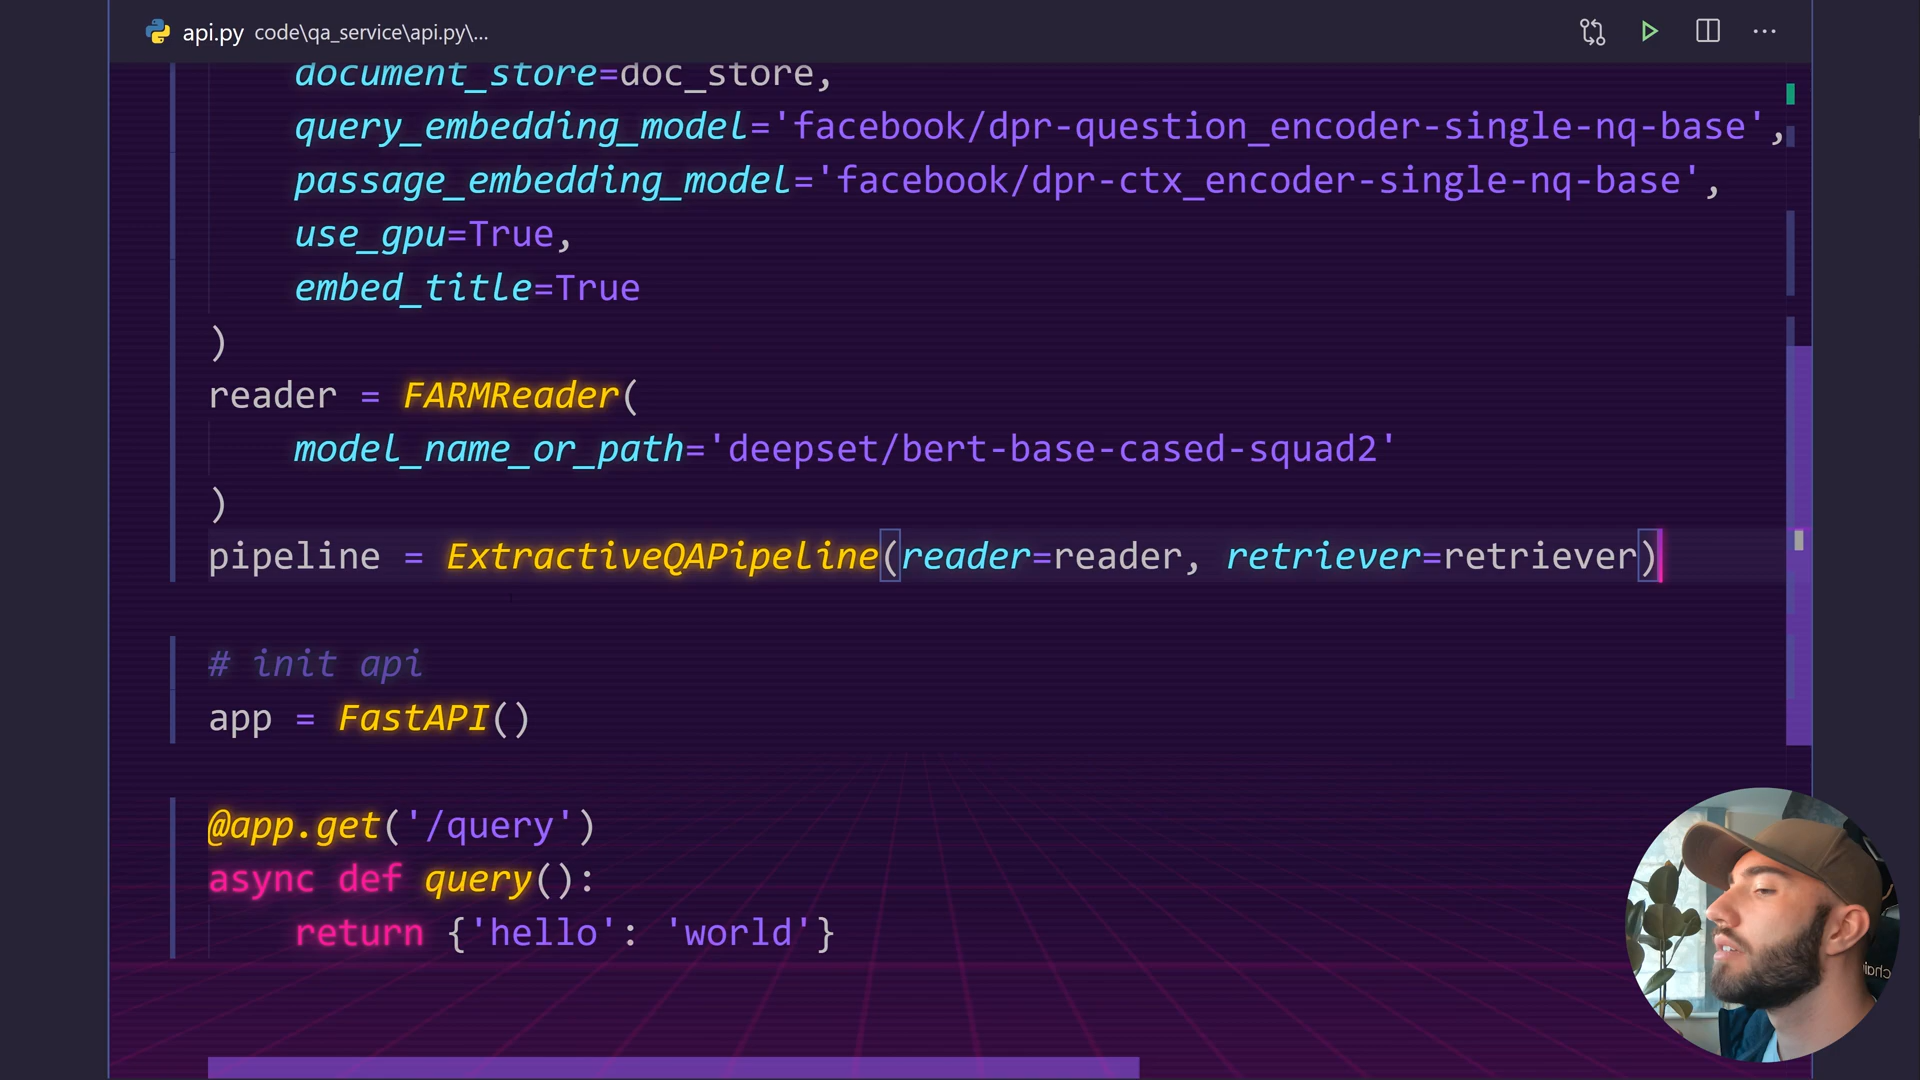 api.py code\qa_service\api.py\...
document_store=doc_store,
query_embedding_model='facebook/dpr-question_encoder-single-nq-base',
passage_embedding_model='facebook/dpr-ctx_encoder-single-nq-base',
use_gpu=True,
embed_title=True
)
reader = FARMReader(
model_name_or_path='deepset/bert-base-cased-squad2'
)
pipeline = ExtractiveQAPipeline(reader=reader, retriever=retriever)
# init api
app = FastAPI()
@app.get('/query')
async def query():
return {'hello': 'world'}